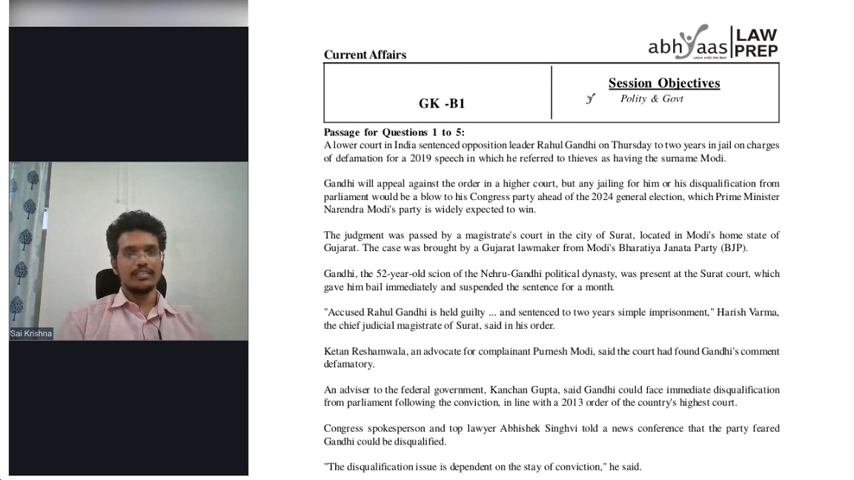 abhyaas LAW
PREP
Current Affairs
GK -B1
Session Objectives
Polity & Govt
Passage for Questions 1 to 5:
A lower court in India sentenced opposition leader Rahul Gandhi on Thursday to two years in jail on charges
of defamation for a 2019 speech in which he referred to thieves as having the surname Modi.
Gandhi will appeal against the order in a higher court, but any jailing for him or his disqualification from
parliament would be a blow to his Congress party ahead of the 2024 general election, which Prime Minister
Narendra Modi's party is widely expected to win.
The judgment was passed by a magistrate's court in the city of Surat, located in Modi's home state of
Gujarat. The case was brought by a Gujarat lawmaker from Modi's Bharatiya Janata Party (BJP).
Gandhi, the 52-year-old scion of the Nehru-Gandhi political dynasty, was present at the Surat court, which
gave him bail immediately and suspended the sentence for a month.
"Accused Rahul Gandhi is held guilty ... and sentenced to two years simple imprisonment," Harish Varma,
the chief judicial magistrate of Surat, said in his order.
Ketan Reshamwala, an advocate for complainant Purnesh Modi, said the court had found Gandhi's comment
defamatory.
An adviser to the federal government, Kanchan Gupta, said Gandhi could face immediate disqualification
from parliament following the conviction, in line with a 2013 order of the country's highest court.
Congress spokesperson and top lawyer Abhishek Singhvi told a news conference that the party feared
Gandhi could be disqualified.
"The disqualification issue is dependent on the stay of conviction," he said.
Sai Krishna